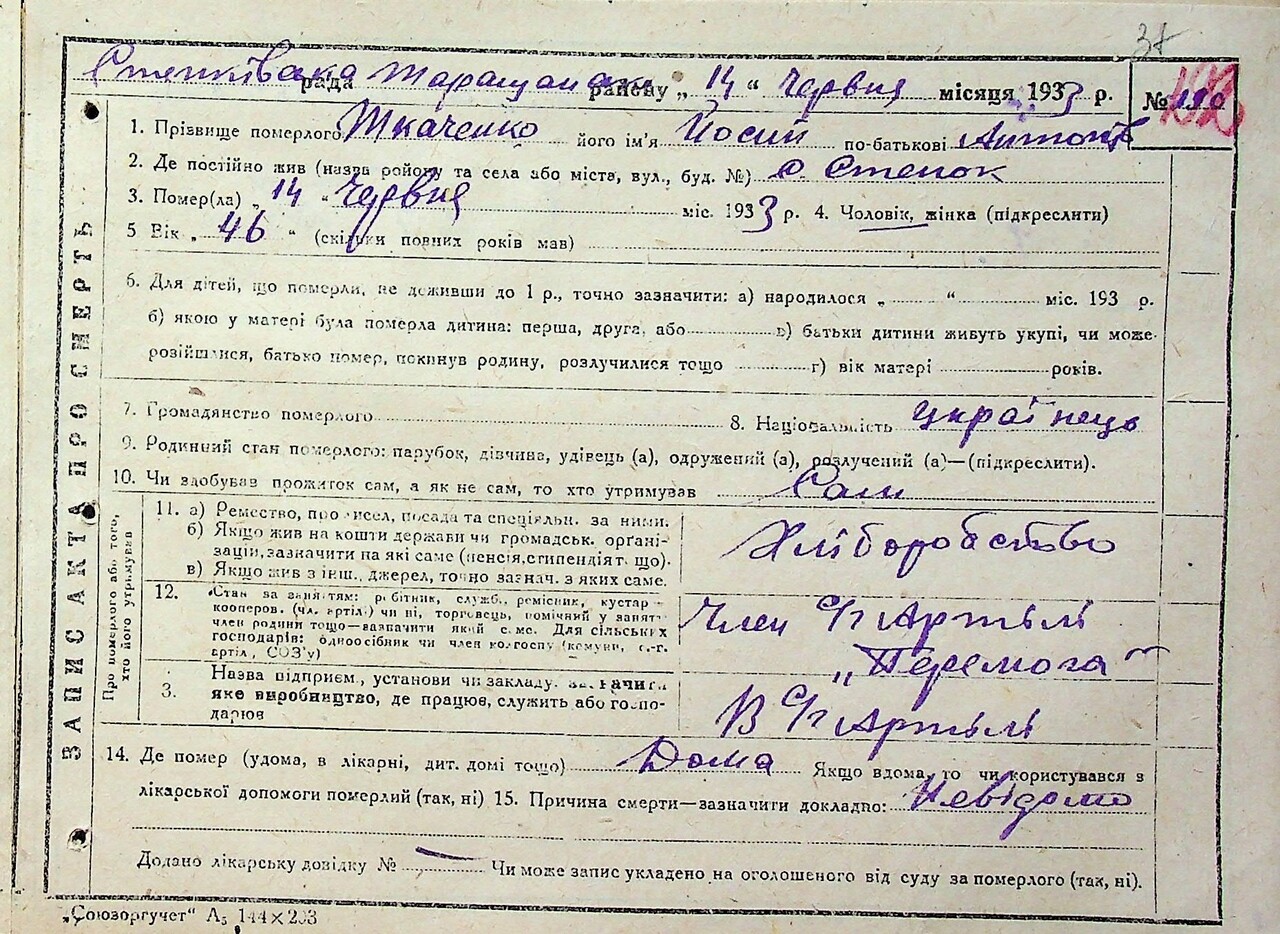 37
Степківська рада Таращанського району „14“ Червня місяця 1933 р.
№
ЗАПИС АКТА ПРО СМЕРТЬ
1. Прізвище померлого Ткаченко його ім'я Йосип по-батькові Антонів
2. Де постійно жив (назва району та села або міста, вул., буд. №) с. Степок
3. Помер(ла) „14“ Червня міс. 1933 р. 4. Чоловік, жінка (підкреслити)
5 Вік „46“ (скільки повних років мав)
6. Для дітей, що померли, не доживши до 1 р., точно зазначити: а) народилося „ “ міс. 193 р.
б) якою у матері була померла дитина: перша, друга, або в) батьки дитини живуть укупі, чи може
розійшлися, батько помер, покинув родину, розлучилися тощо г) вік матері років.
7. Громадянство померлого 8. Національність українець
9. Родинний стан померлого: парубок, дівчина, удівець (а), одружений (а), розлучений (а)—(підкреслити).
10. Чи здобував прожиток сам, а як не сам, то хто утримував Сам
Про померлого або того, хто його утримував
11. а) Ремество, промисел, посада та спеціяльн. за ними.
б) Якщо жив на кошти держави чи громадськ. орґані-
зацій, зазначити на які саме (пенсія, стипендія т. що).
в) Якщо жив з інш., джерел, точно зазнач. з яких саме.
Хліборобство
12. Стан за заняттям: робітник, служб., ремісник, кустар
кооперов. (чл. артілі) чи ні, торговець, помічний у занят.
член родини тощо—зазначити який саме. Для сільських
господарів: одноосібник чи член колгоспу (комуни, с.-г.
артіл., СОЗ'у)
Член С/г Артілі
„Перемога“
3. Назва підприєм., установи чи закладу. зазначити
яке виробництво, де працює, служить або госпо-
дарює
В С/г Артілі
14. Де помер (удома, в лікарні, дит. домі тощо) Дома Якщо вдома, то чи користувався з
лікарської допомоги померлий (так, ні) 15. Причина смерти—зазначити докладно: Невідомо
Додано лікарську довідку № — Чи може запис укладено на оголошеного від суду за померлого (так, ні).
„Союзоргучет“ А₅ 144×203